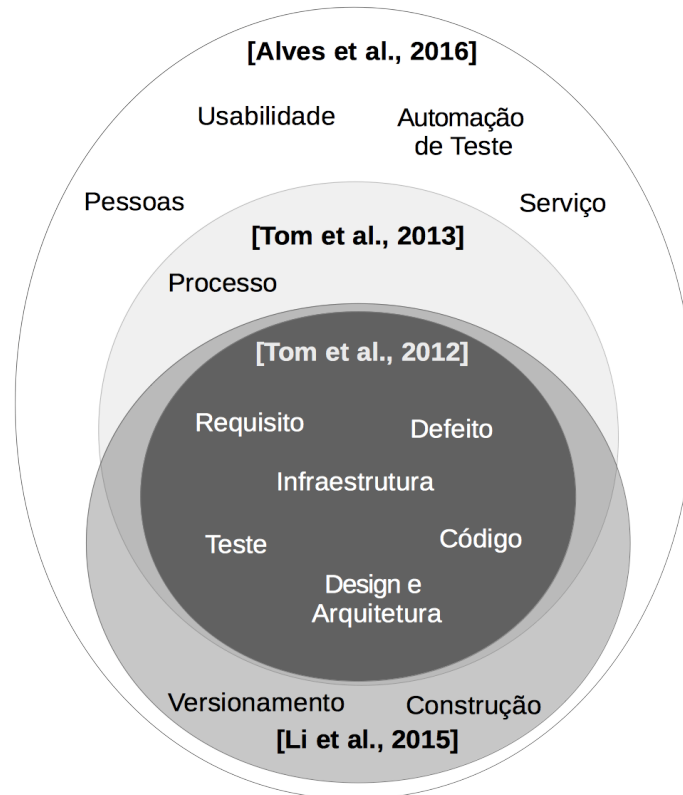 [Alves et al., 2016]
Usabilidade
Automação
de Teste
Pessoas
Serviço
[Tom et al., 2013]
Processo
[Tom et al., 2012]
Requisito
Defeito
Infraestrutura
Teste
Código
Design e
Arquitetura
Versionamento
Construção
[Li et al., 2015]